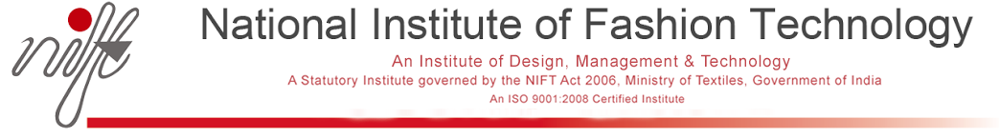 nift
National Institute of Fashion Technology
An Institute of Design, Management & Technology
A Statutory Institute governed by the NIFT Act 2006, Ministry of Textiles, Government of India
An ISO 9001:2008 Certified Institute